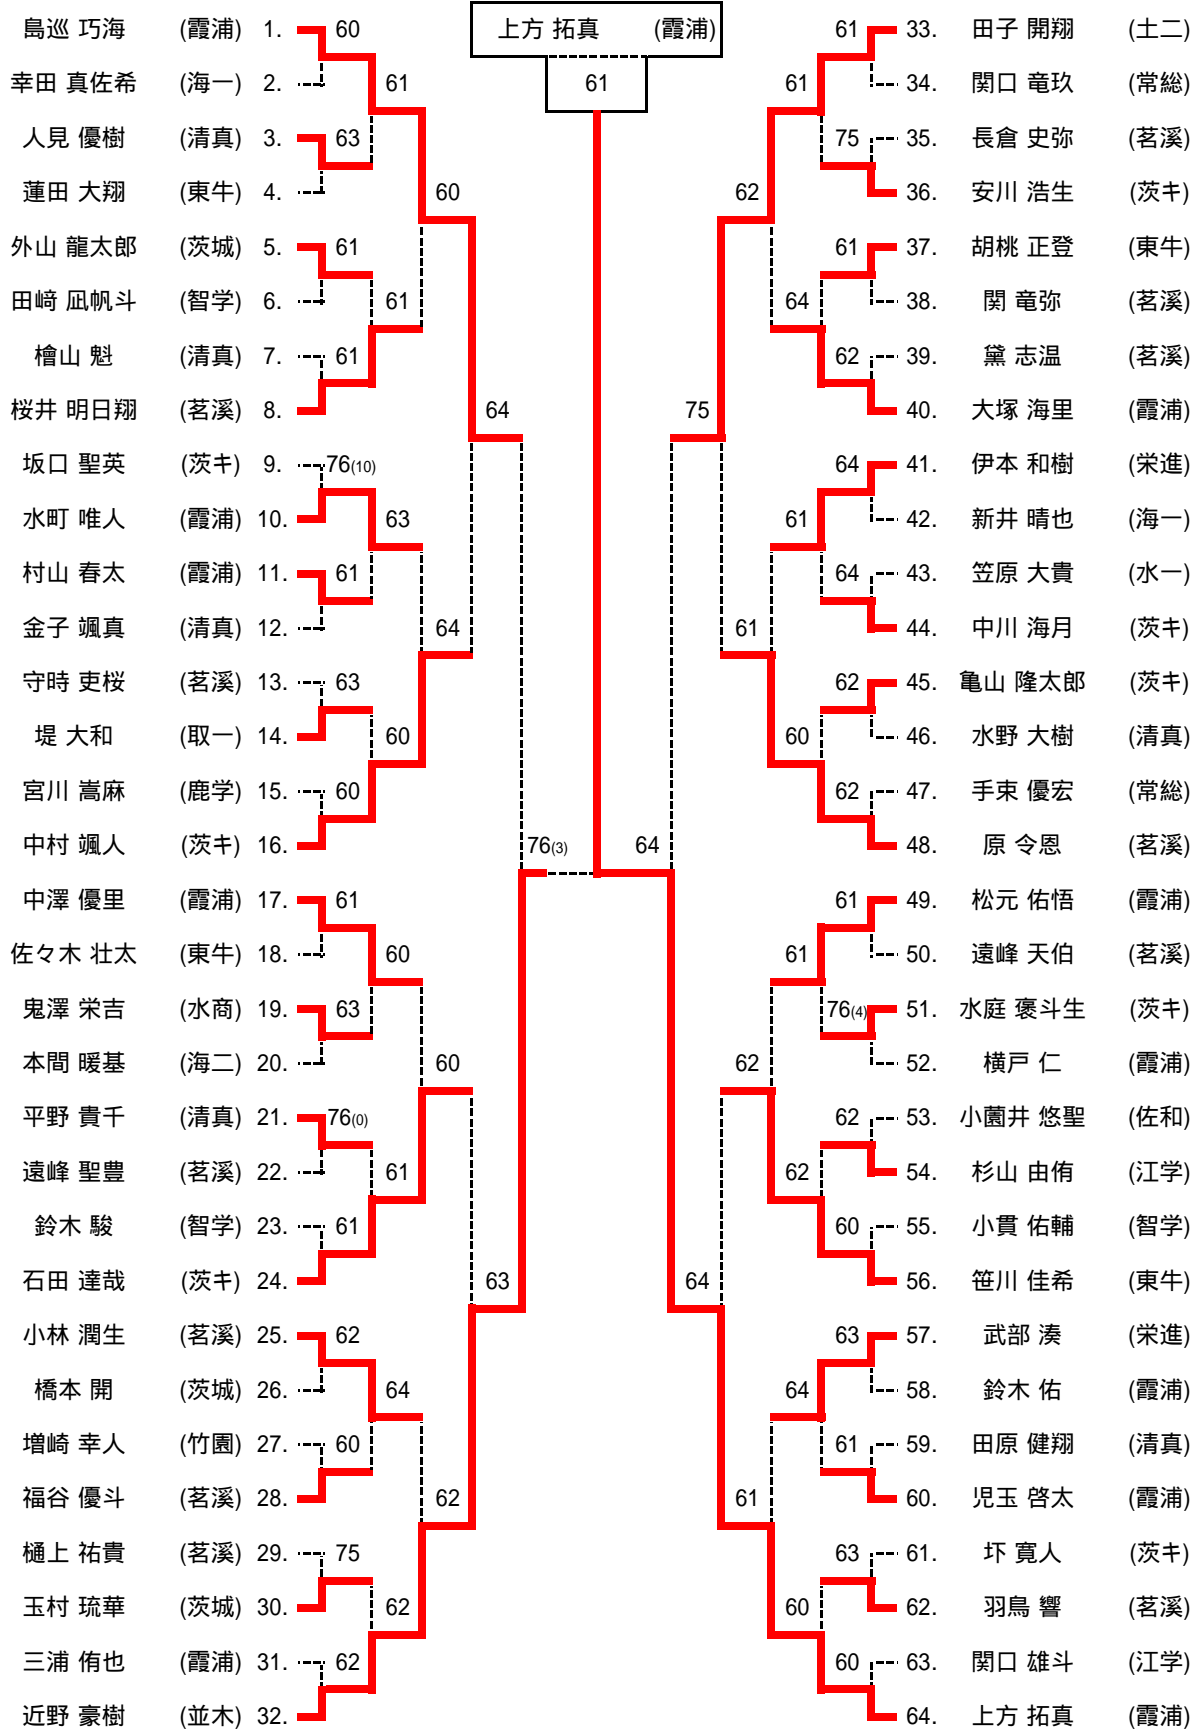 上方 拓真 (霞浦)
61
島巡 巧海 (霞浦) 1. 60
幸田 真佐希 (海一) 2. 61
人見 優樹 (清真) 3. 63
蓮田 大翔 (東牛) 4. 60
外山 龍太郎 (茨城) 5. 61
田﨑 凪帆斗 (智学) 6. 61
檜山 魁 (清真) 7. 61
桜井 明日翔 (茗溪) 8. 64
坂口 聖英 (茨キ) 9. 76(10)
水町 唯人 (霞浦) 10. 63
村山 春太 (霞浦) 11. 61
金子 颯真 (清真) 12. 64
守時 吏桜 (茗溪) 13. 63
堤 大和 (取一) 14. 60
宮川 嵩麻 (鹿学) 15. 60
中村 颯人 (茨キ) 16. 76(3)
中澤 優里 (霞浦) 17. 61
佐々木 壮太 (東牛) 18. 60
鬼澤 栄吉 (水商) 19. 63
本間 暖基 (海二) 20. 60
平野 貴千 (清真) 21. 76(0)
遠峰 聖豊 (茗溪) 22. 61
鈴木 駿 (智学) 23. 61
石田 達哉 (茨キ) 24. 63
小林 潤生 (茗溪) 25. 62
橋本 開 (茨城) 26. 64
増崎 幸人 (竹園) 27. 60
福谷 優斗 (茗溪) 28. 62
樋上 祐貴 (茗溪) 29. 75
玉村 琉華 (茨城) 30. 62
三浦 侑也 (霞浦) 31. 62
近野 豪樹 (並木) 32.
61 33. 田子 開翔 (土二)
61 34. 関口 竜玖 (常総)
75 35. 長倉 史弥 (茗溪)
62 36. 安川 浩生 (茨キ)
61 37. 胡桃 正登 (東牛)
64 38. 関 竜弥 (茗溪)
62 39. 黛 志温 (茗溪)
75 40. 大塚 海里 (霞浦)
64 41. 伊本 和樹 (栄進)
61 42. 新井 晴也 (海一)
64 43. 笠原 大貴 (水一)
61 44. 中川 海月 (茨キ)
62 45. 亀山 隆太郎 (茨キ)
60 46. 水野 大樹 (清真)
62 47. 手束 優宏 (常総)
64 48. 原 令恩 (茗溪)
61 49. 松元 佑悟 (霞浦)
61 50. 遠峰 天伯 (茗溪)
76(4) 51. 水庭 褒斗生 (茨キ)
62 52. 横戸 仁 (霞浦)
62 53. 小薗井 悠聖 (佐和)
62 54. 杉山 由侑 (江学)
60 55. 小貫 佑輔 (智学)
64 56. 笹川 佳希 (東牛)
63 57. 武部 湊 (栄進)
64 58. 鈴木 佑 (霞浦)
61 59. 田原 健翔 (清真)
61 60. 児玉 啓太 (霞浦)
63 61. 圷 寛人 (茨キ)
60 62. 羽鳥 響 (茗溪)
60 63. 関口 雄斗 (江学)
64. 上方 拓真 (霞浦)